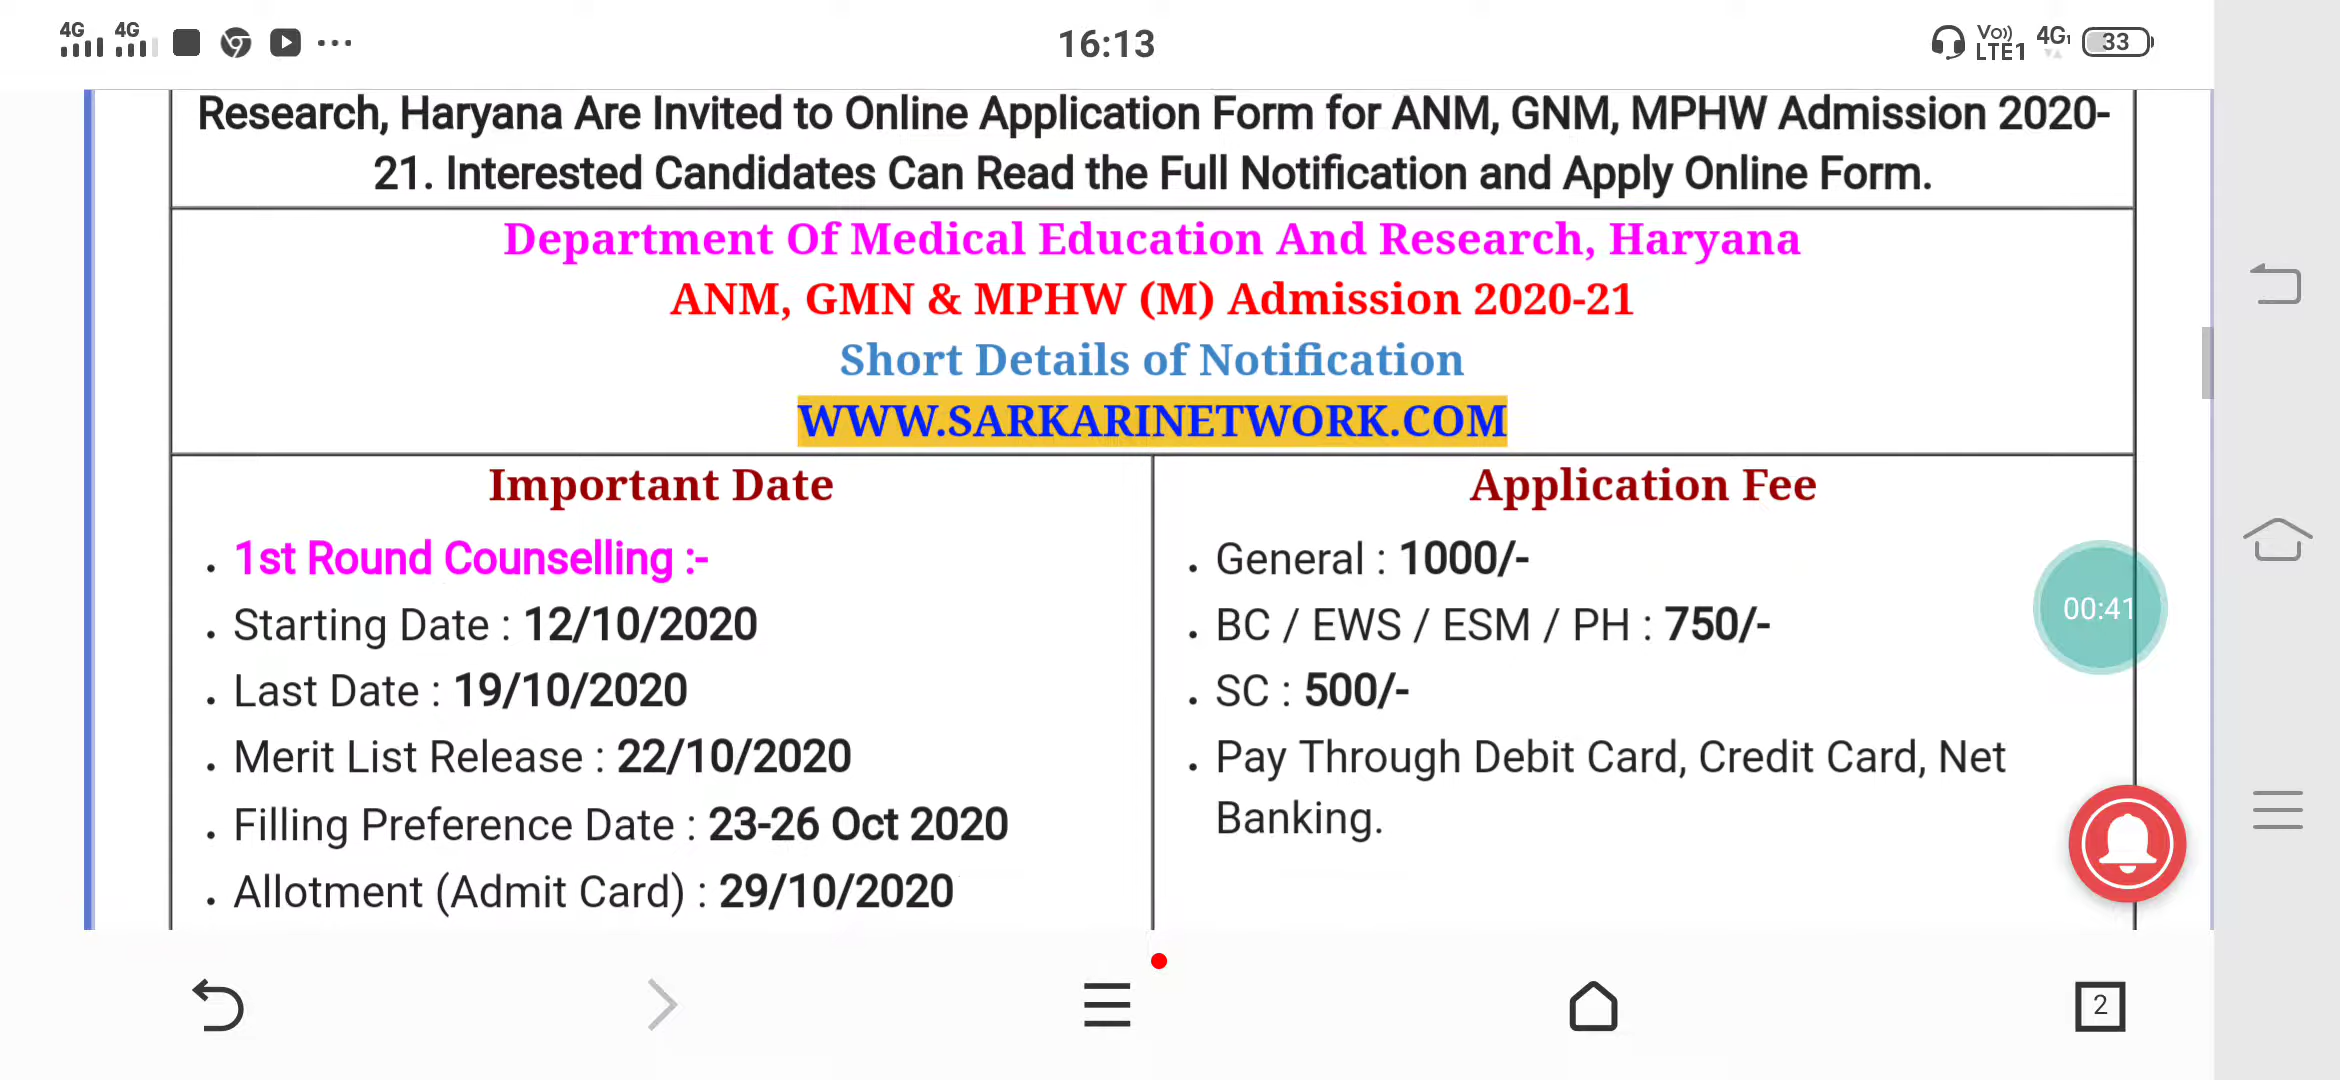 4G 4G
16:13
Vo)) LTE1 4G 33
Research, Haryana Are Invited to Online Application Form for ANM, GNM, MPHW Admission 2020-
21. Interested Candidates Can Read the Full Notification and Apply Online Form.
Department Of Medical Education And Research, Haryana
ANM, GMN & MPHW (M) Admission 2020-21
Short Details of Notification
WWW.SARKARINETWORK.COM
Important Date
• 1st Round Counselling :-
• Starting Date : 12/10/2020
• Last Date : 19/10/2020
• Merit List Release : 22/10/2020
• Filling Preference Date : 23-26 Oct 2020
• Allotment (Admit Card) : 29/10/2020
Application Fee
• General : 1000/-
• BC / EWS / ESM / PH : 750/-
• SC : 500/-
• Pay Through Debit Card, Credit Card, Net
Banking.
00:41
2